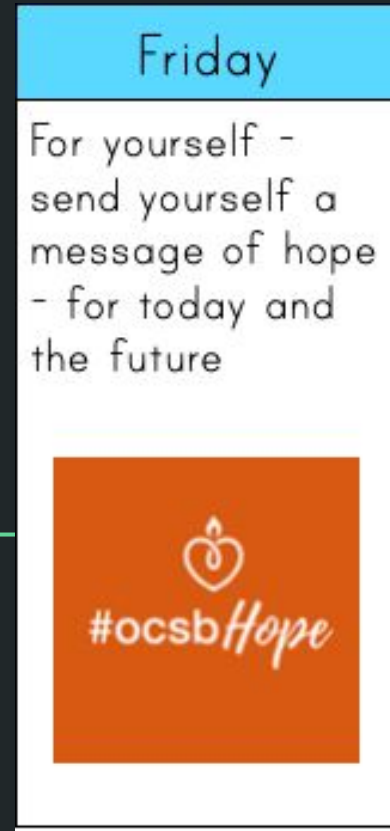 Friday
For yourself -
send yourself a
message of hope
- for today and
the future
#ocsbHope